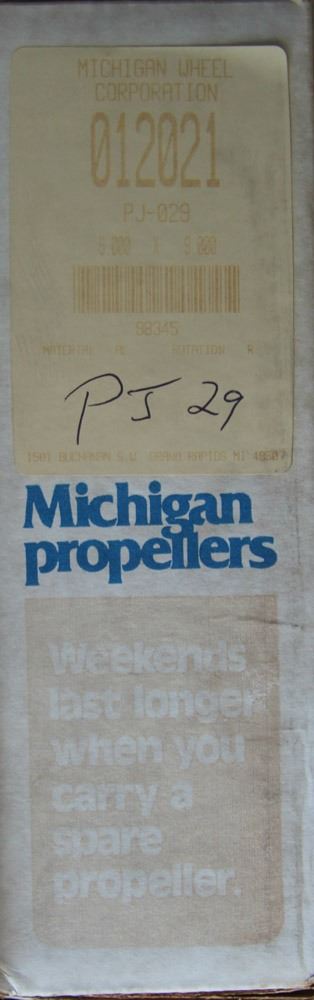 MICHIGAN WHEEL
CORPORATION
012021
PJ-029
9.000 X 9.000
98345
MATERIAL AL ROTATION R
PJ 29
1501 BUCHANAN S.W. GRAND RAPIDS MI 49507
Michigan
propellers
Weekends
last longer
when you
carry a
spare
propeller.